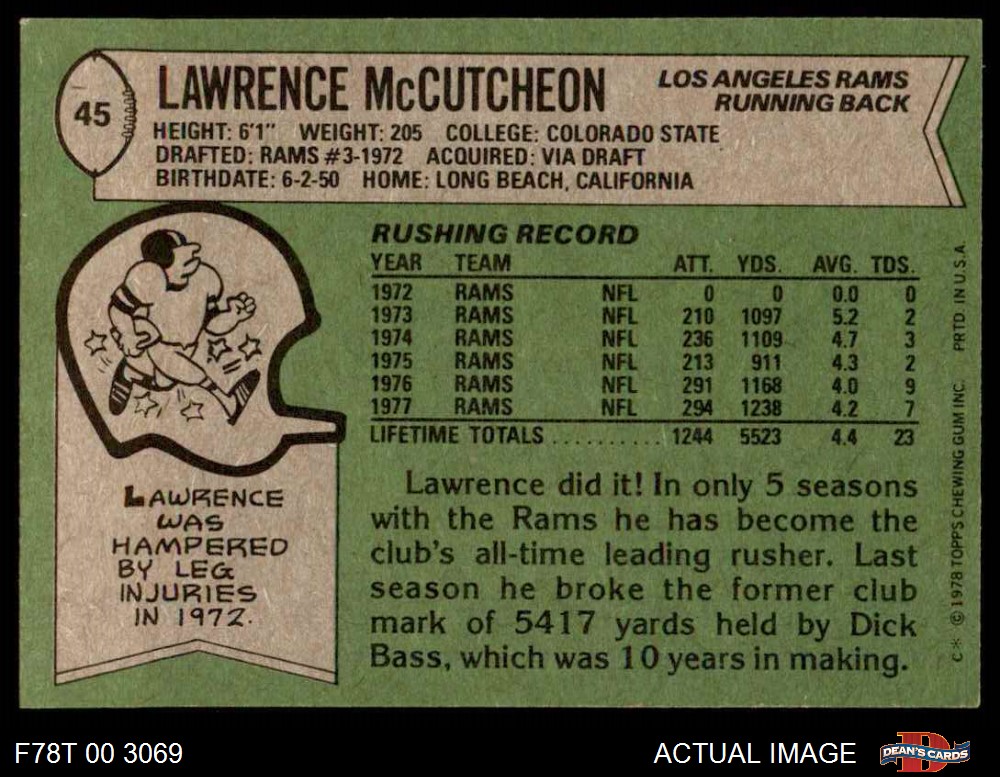 45
LAWRENCE McCUTCHEON
LOS ANGELES RAMS
RUNNING BACK
HEIGHT: 6'1" WEIGHT: 205 COLLEGE: COLORADO STATE
DRAFTED: RAMS #3-1972 ACQUIRED: VIA DRAFT
BIRTHDATE: 6-2-50 HOME: LONG BEACH, CALIFORNIA
RUSHING RECORD
YEAR TEAM ATT. YDS. AVG. TDS.
1972 RAMS NFL 0 0 0.0 0
1973 RAMS NFL 210 1097 5.2 2
1974 RAMS NFL 236 1109 4.7 3
1975 RAMS NFL 213 911 4.3 2
1976 RAMS NFL 291 1168 4.0 9
1977 RAMS NFL 294 1238 4.2 7
LIFETIME TOTALS .......... 1244 5523 4.4 23
LAWRENCE
WAS
HAMPERED
BY LEG
INJURIES
IN 1972.
Lawrence did it! In only 5 seasons
with the Rams he has become the
club's all-time leading rusher. Last
season he broke the former club
mark of 5417 yards held by Dick
Bass, which was 10 years in making.
C* © 1978 TOPPS CHEWING GUM INC. PRTD. IN U.S.A.
F78T 00 3069
ACTUAL IMAGE
D
DEAN'S CARDS